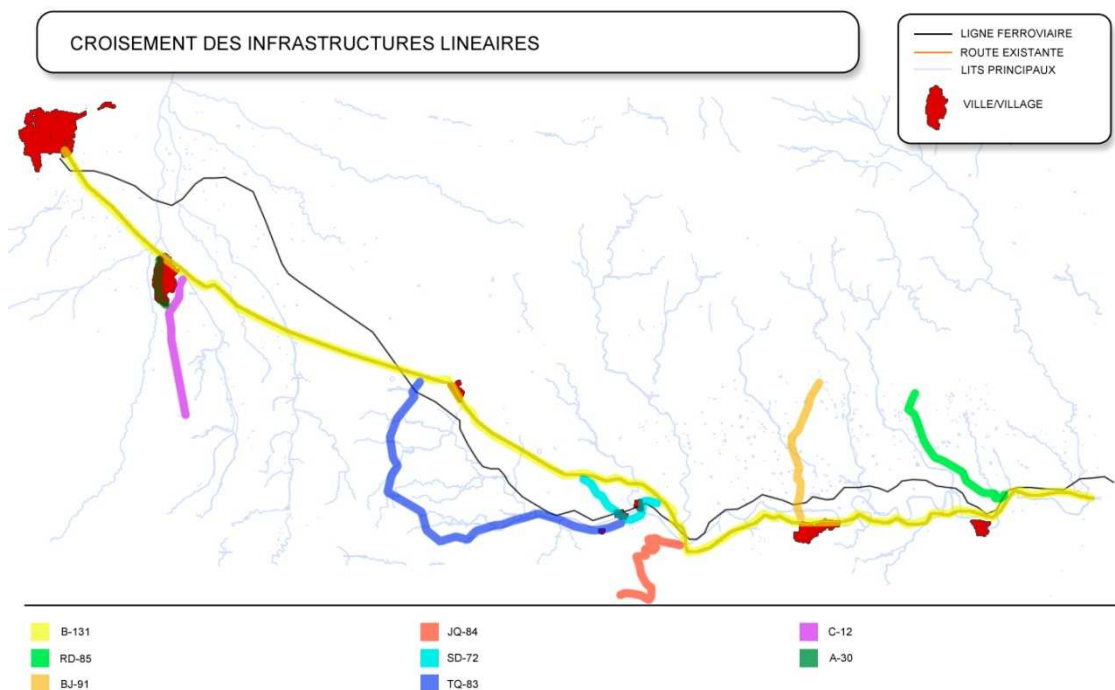 CROISEMENT DES INFRASTRUCTURES LINEAIRES
LIGNE FERROVIAIRE
ROUTE EXISTANTE
LITS PRINCIPAUX
VILLE/VILLAGE
B-131
RD-85
BJ-91
JQ-84
SD-72
TQ-83
C-12
A-30